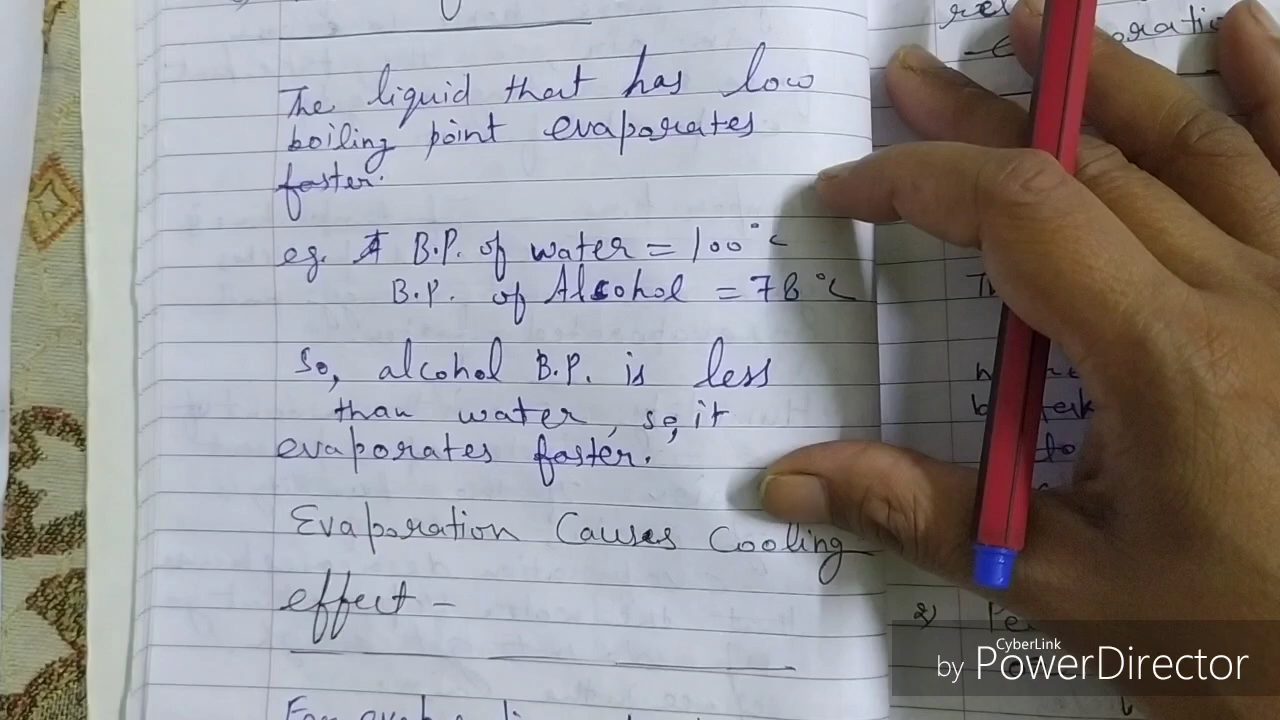 The liquid that has low
boiling point evaporates
faster.
eg. B.P. of water = 100°c
B.P. of Alcohol = 78°C
So, alcohol B.P. is less
than water, so, it
evaporates faster.
Evaporation Causes Cooling
effect -
2)
CyberLink
by PowerDirector